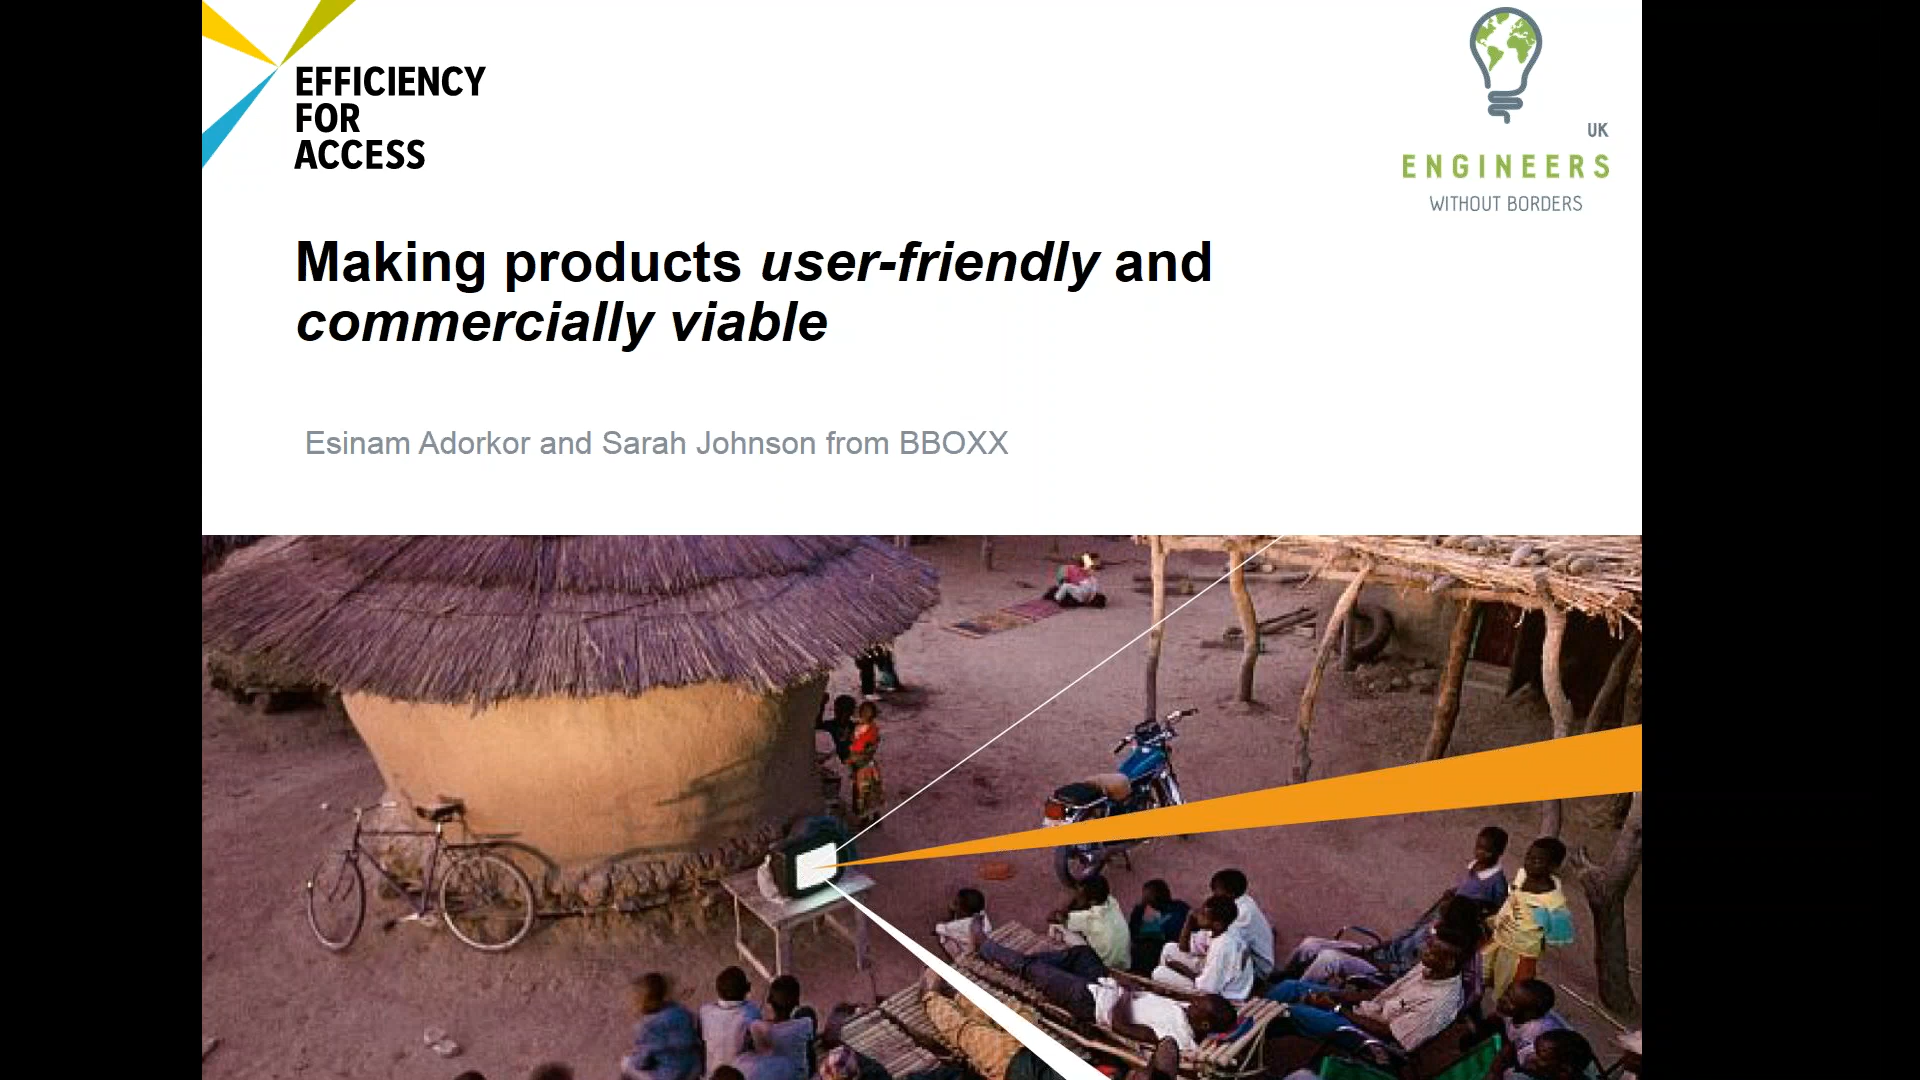 EFFICIENCY
FOR
ACCESS
UK
ENGINEERS
WITHOUT BORDERS
Making products user-friendly and
commercially viable
Esinam Adorkor and Sarah Johnson from BBOXX